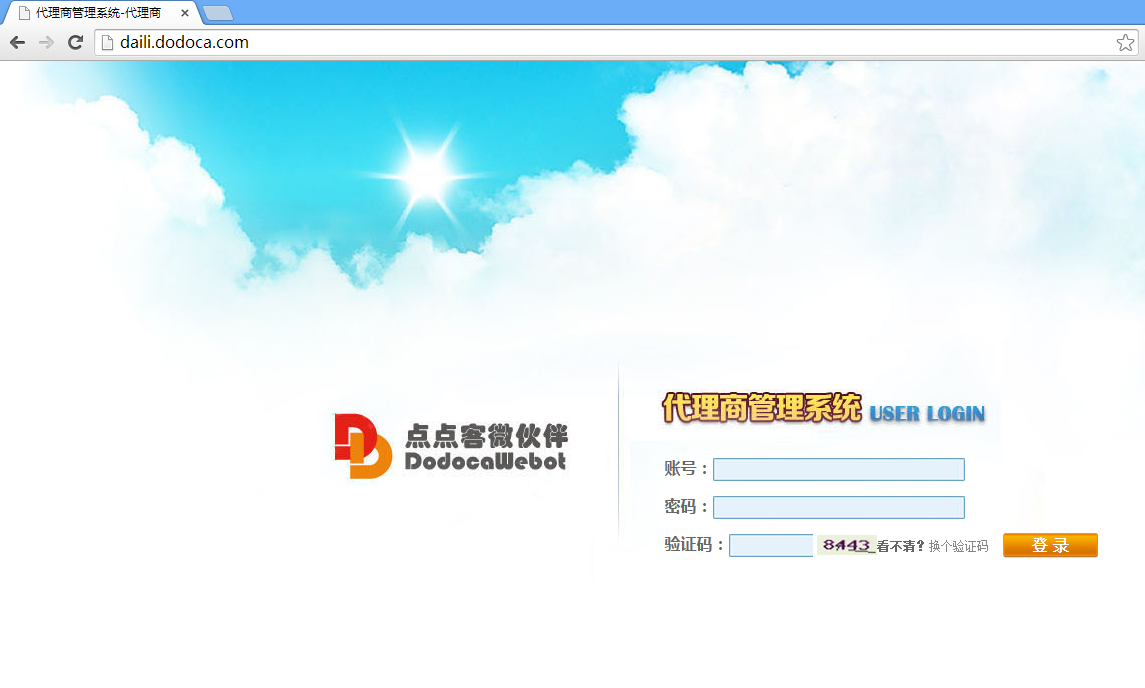 代理商管理系统-代理商
daili.dodoca.com
点点客微伙伴
DodocaWebot
代理商管理系统 USER LOGIN
账号：
密码：
验证码： 8443 看不清？换个验证码 登 录